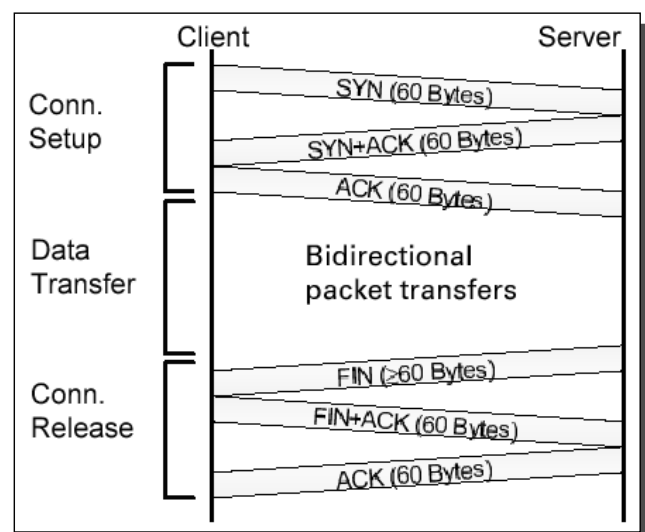 Client
Server
Conn.
Setup
SYN (60 Bytes)
SYN+ACK (60 Bytes)
ACK (60 Bytes)
Data
Transfer
Bidirectional
packet transfers
Conn.
Release
FIN (≥60 Bytes)
FIN+ACK (60 Bytes)
ACK (60 Bytes)